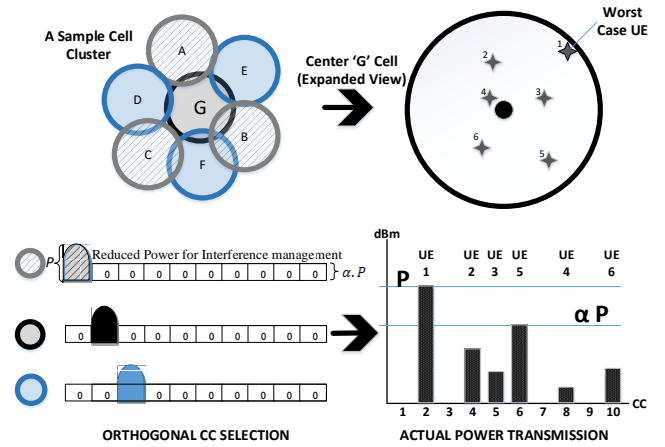 A Sample Cell
Cluster
A
E
D
G
B
C
F
Center ‘G’ Cell
(Expanded View)
Worst
Case UE
1
2
4
3
6
5
P
Reduced Power for Interference management
0 0 0 0 0 0 0 0 0
α. P
0 0 0 0 0 0 0 0 0
0 0 0 0 0 0 0 0 0
ORTHOGONAL CC SELECTION
dBm
UE UE UE UE UE UE
1 2 3 5 4 6
P
α P
1 2 3 4 5 6 7 8 9 10 CC
ACTUAL POWER TRANSMISSION